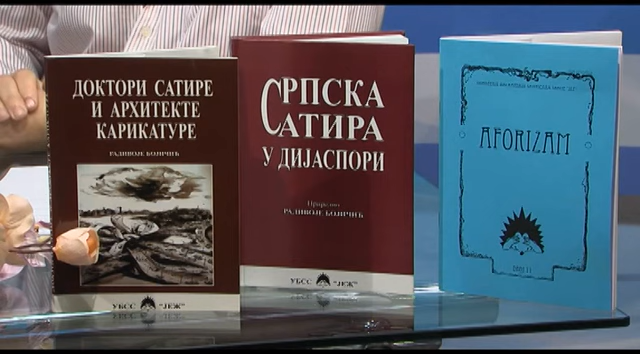 ДОКТОРИ САТИРЕ
И АРХИТЕКТЕ
КАРИКАТУРЕ
РАДИВОЈЕ БОЈИЧИЋ
УБСС "ЈЕЖ"
СРПСКА
САТИРА
У ДИЈАСПОРИ
Приредио
РАДИВОЈЕ БОЈИЧИЋ
УБСС "ЈЕЖ"
AFORIZAM